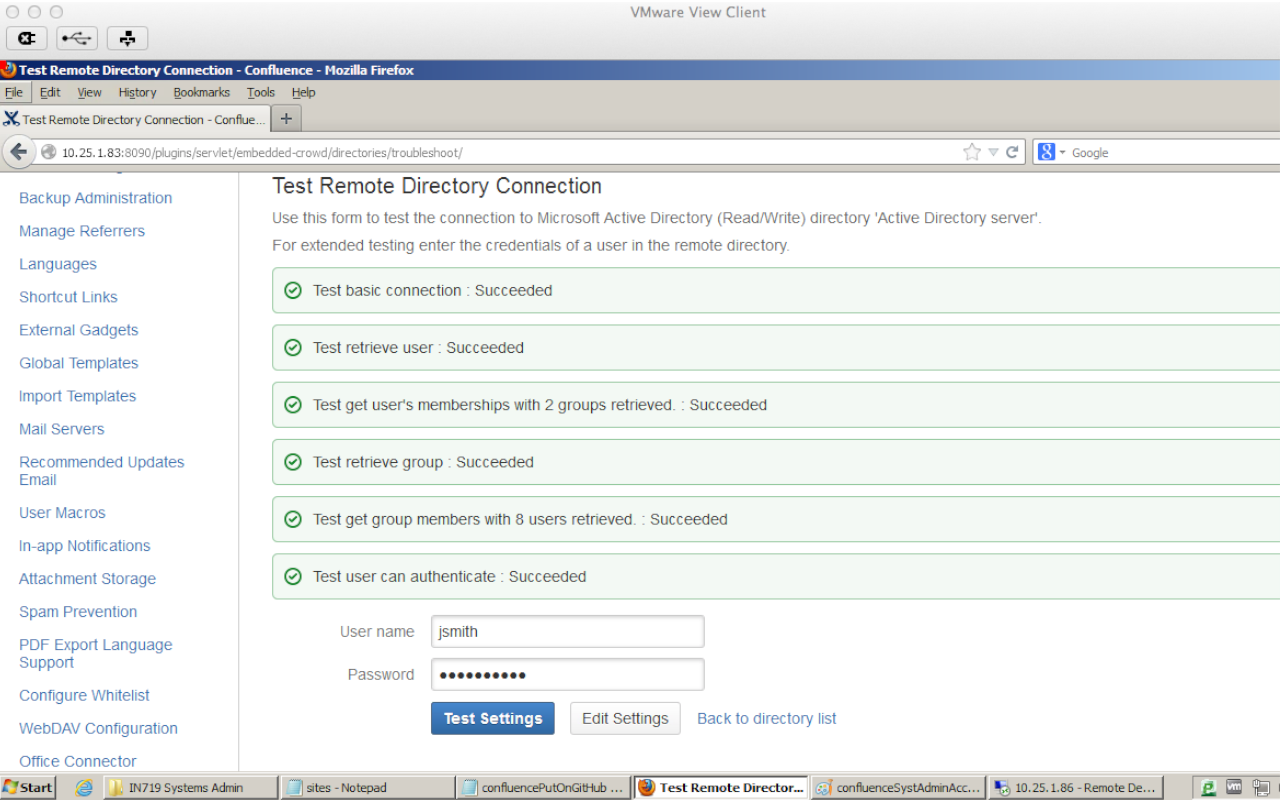 VMware View Client
Test Remote Directory Connection - Confluence - Mozilla Firefox
File Edit View History Bookmarks Tools Help
Test Remote Directory Connection - Conflue...
10.25.1.83:8090/plugins/servlet/embedded-crowd/directories/troubleshoot/
Google
Backup Administration
Manage Referrers
Languages
Shortcut Links
External Gadgets
Global Templates
Import Templates
Mail Servers
Recommended Updates
Email
User Macros
In-app Notifications
Attachment Storage
Spam Prevention
PDF Export Language
Support
Configure Whitelist
WebDAV Configuration
Office Connector
Test Remote Directory Connection
Use this form to test the connection to Microsoft Active Directory (Read/Write) directory 'Active Directory server'.
For extended testing enter the credentials of a user in the remote directory.
Test basic connection : Succeeded
Test retrieve user : Succeeded
Test get user's memberships with 2 groups retrieved. : Succeeded
Test retrieve group : Succeeded
Test get group members with 8 users retrieved. : Succeeded
Test user can authenticate : Succeeded
User name jsmith
Password ••••••••••
Test Settings Edit Settings Back to directory list
Start IN719 Systems Admin sites - Notepad confluencePutOnGitHub ... Test Remote Director... confluenceSystAdminAcc... 10.25.1.86 - Remote De...